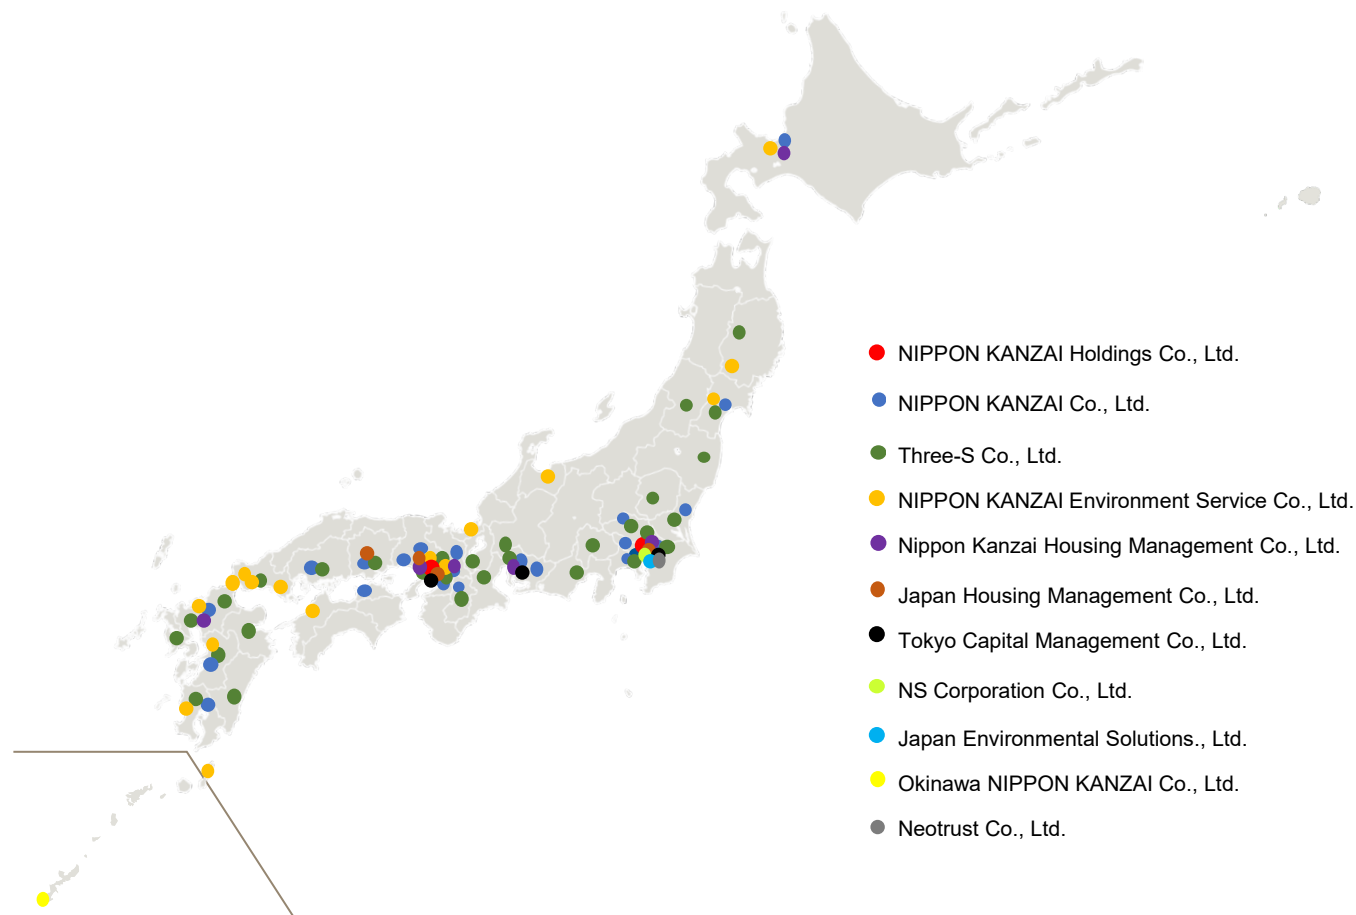 NIPPON KANZAI Holdings Co., Ltd.
NIPPON KANZAI Co., Ltd.
Three-S Co., Ltd.
NIPPON KANZAI Environment Service Co., Ltd.
Nippon Kanzai Housing Management Co., Ltd.
Japan Housing Management Co., Ltd.
Tokyo Capital Management Co., Ltd.
NS Corporation Co., Ltd.
Japan Environmental Solutions., Ltd.
Okinawa NIPPON KANZAI Co., Ltd.
Neotrust Co., Ltd.